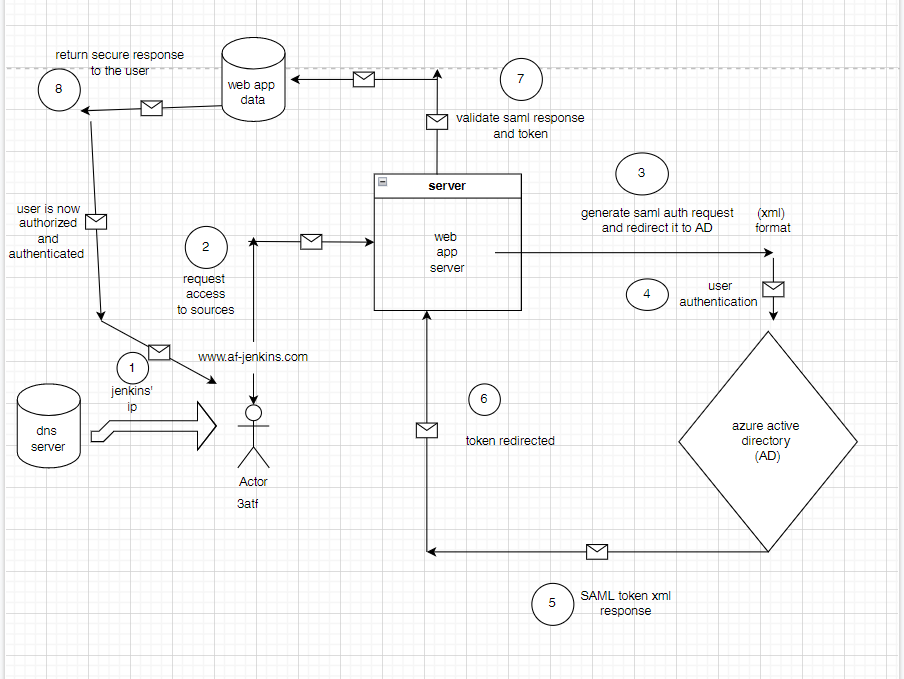 return secure response
to the user
8
web app
data
7
validate saml response
and token
server
3
generate saml auth request
and redirect it to AD
(xml)
format
user is now
authorized
and
authenticated
2
request
access
to sources
web
app
server
4
user
authentication
www.af-jenkins.com
1
jenkins'
ip
dns
server
6
token redirected
azure active
directory
(AD)
Actor
3atf
5
SAML token xml
response